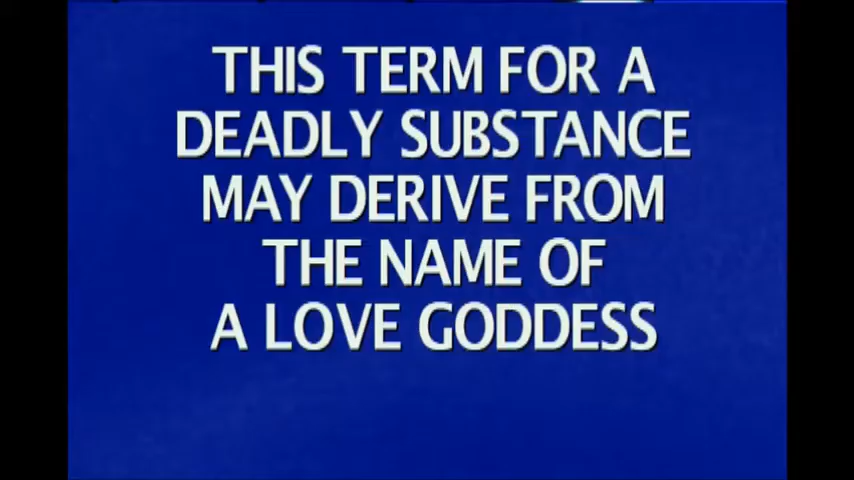 THIS TERM FOR A
DEADLY SUBSTANCE
MAY DERIVE FROM
THE NAME OF
A LOVE GODDESS